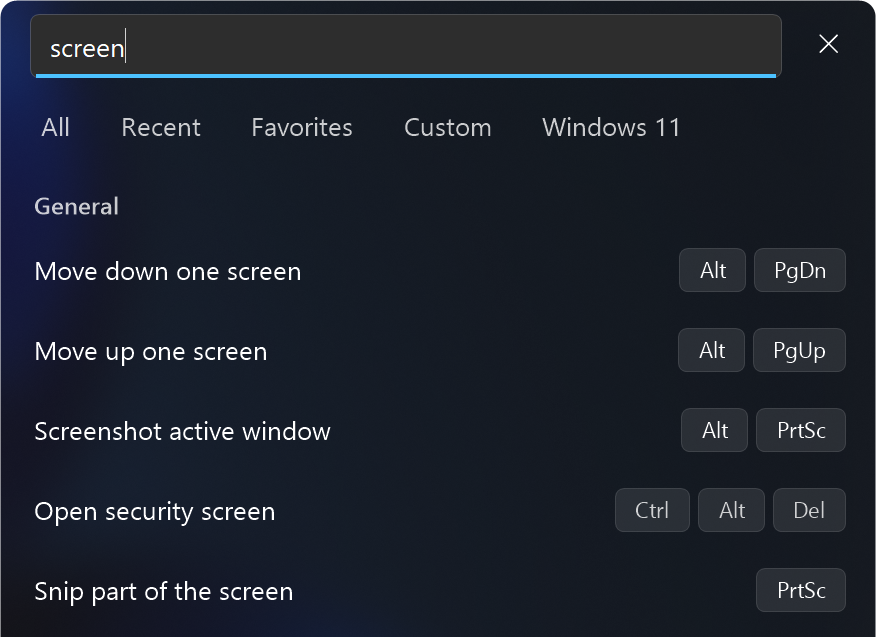 screen
All Recent Favorites Custom Windows 11
General
Move down one screen Alt PgDn
Move up one screen Alt PgUp
Screenshot active window Alt PrtSc
Open security screen Ctrl Alt Del
Snip part of the screen PrtSc